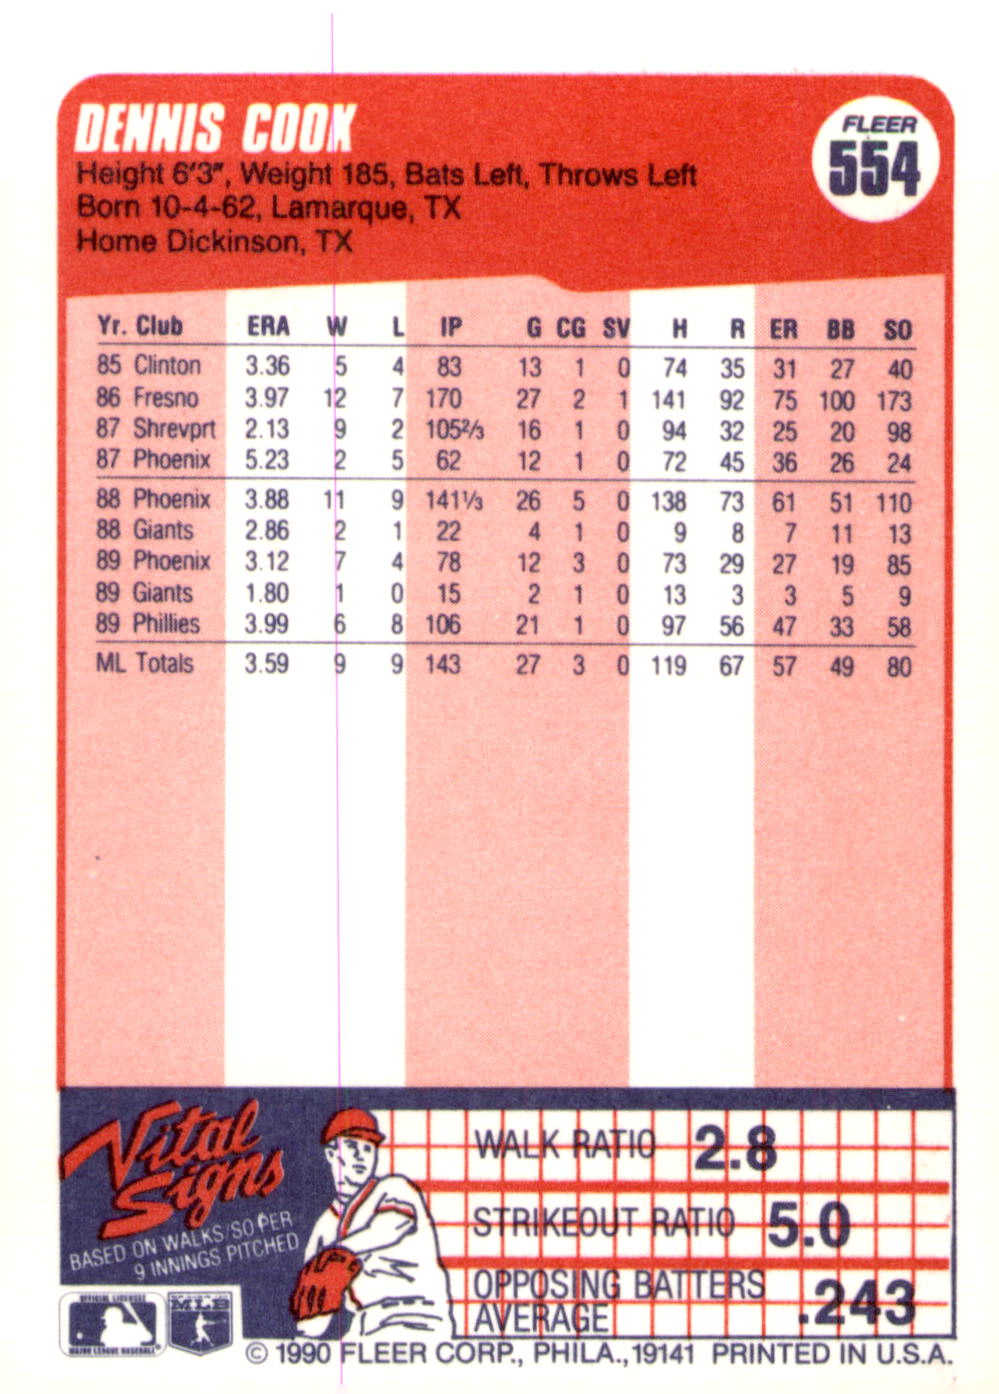 DENNIS COOK
FLEER
554
Height 6'3", Weight 185, Bats Left, Throws Left
Born 10-4-62, Lamarque, TX
Home Dickinson, TX
Yr. Club ERA W L IP G CG SV H R ER BB SO
85 Clinton 3.36 5 4 83 13 1 0 74 35 31 27 40
86 Fresno 3.97 12 7 170 27 2 1 141 92 75 100 173
87 Shrevprt 2.13 9 2 105⅔ 16 1 0 94 32 25 20 98
87 Phoenix 5.23 2 5 62 12 1 0 72 45 36 26 24
88 Phoenix 3.88 11 9 141⅓ 26 5 0 138 73 61 51 110
88 Giants 2.86 2 1 22 4 1 0 9 8 7 11 13
89 Phoenix 3.12 7 4 78 12 3 0 73 29 27 19 85
89 Giants 1.80 1 0 15 2 1 0 13 3 3 5 9
89 Phillies 3.99 6 8 106 21 1 0 97 56 47 33 58
ML Totals 3.59 9 9 143 27 3 0 119 67 57 49 80
Vital
Signs
BASED ON WALKS/SO PER
9 INNINGS PITCHED
WALK RATIO 2.8
STRIKEOUT RATIO 5.0
OPPOSING BATTERS
AVERAGE .243
OFFICIAL LICENSEE
MAJOR LEAGUE BASEBALL
MLB
© 1990 FLEER CORP., PHILA., 19141 PRINTED IN U.S.A.